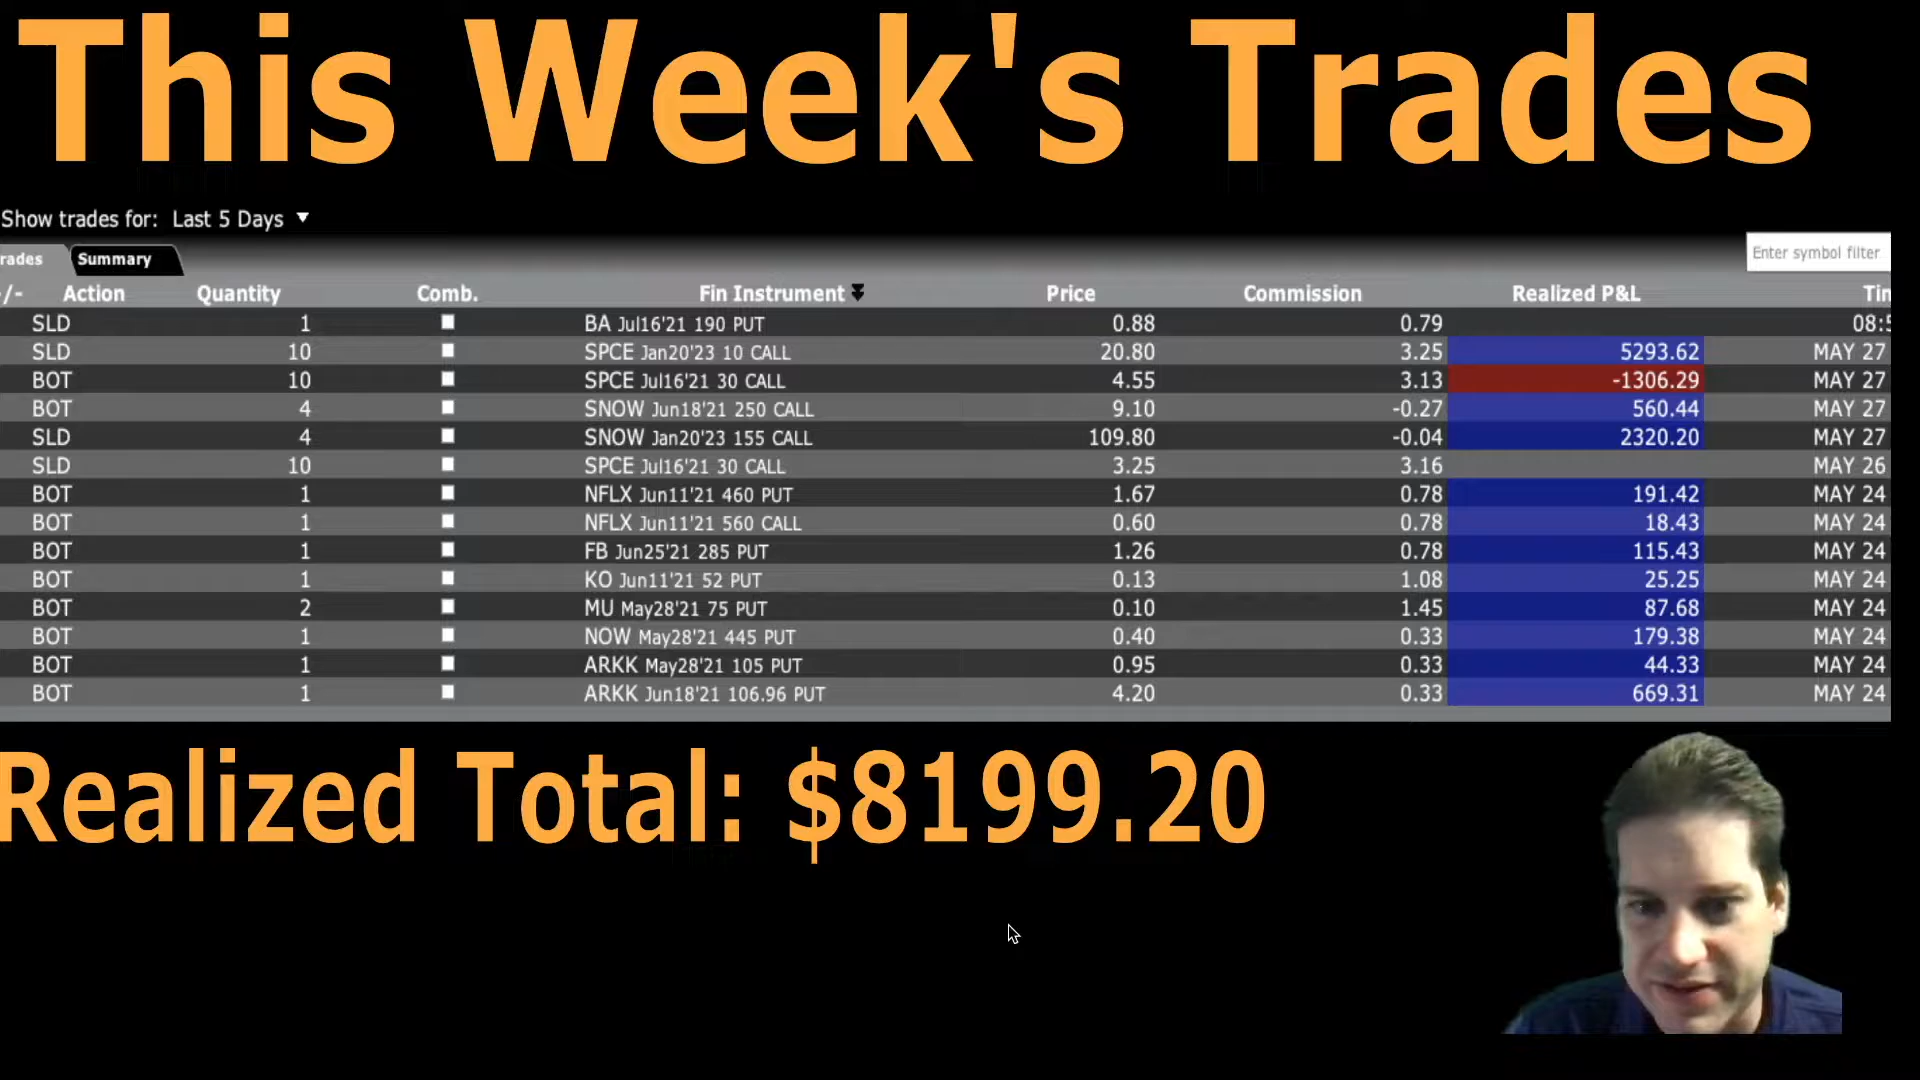 This Week's Trades
Show trades for: Last 5 Days
rades Summary Enter symbol filter
/- Action Quantity Comb. Fin Instrument Price Commission Realized P&L Tin
SLD 1 BA Jul16'21 190 PUT 0.88 0.79 08:5
SLD 10 SPCE Jan20'23 10 CALL 20.80 3.25 5293.62 MAY 27
BOT 10 SPCE Jul16'21 30 CALL 4.55 3.13 -1306.29 MAY 27
BOT 4 SNOW Jun18'21 250 CALL 9.10 -0.27 560.44 MAY 27
SLD 4 SNOW Jan20'23 155 CALL 109.80 -0.04 2320.20 MAY 27
SLD 10 SPCE Jul16'21 30 CALL 3.25 3.16 MAY 26
BOT 1 NFLX Jun11'21 460 PUT 1.67 0.78 191.42 MAY 24
BOT 1 NFLX Jun11'21 560 CALL 0.60 0.78 18.43 MAY 24
BOT 1 FB Jun25'21 285 PUT 1.26 0.78 115.43 MAY 24
BOT 1 KO Jun11'21 52 PUT 0.13 1.08 25.25 MAY 24
BOT 2 MU May28'21 75 PUT 0.10 1.45 87.68 MAY 24
BOT 1 NOW May28'21 445 PUT 0.40 0.33 179.38 MAY 24
BOT 1 ARKK May28'21 105 PUT 0.95 0.33 44.33 MAY 24
BOT 1 ARKK Jun18'21 106.96 PUT 4.20 0.33 669.31 MAY 24
Realized Total: $8199.20